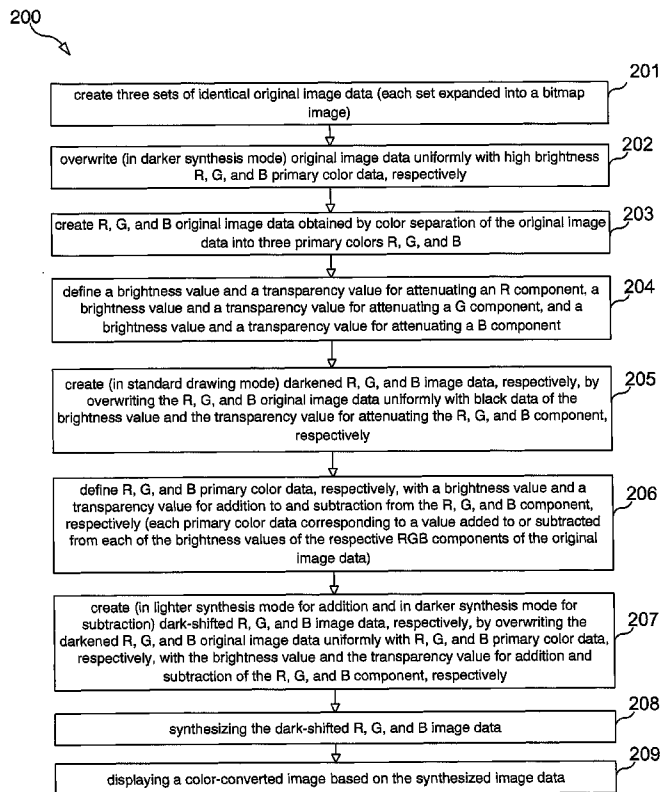 200
201
create three sets of identical original image data (each set expanded into a bitmap
image)
202
overwrite (in darker synthesis mode) original image data uniformly with high brightness
R, G, and B primary color data, respectively
203
create R, G, and B original image data obtained by color separation of the original image
data into three primary colors R, G, and B
204
define a brightness value and a transparency value for attenuating an R component, a
brightness value and a transparency value for attenuating a G component, and a
brightness value and a transparency value for attenuating a B component
205
create (in standard drawing mode) darkened R, G, and B image data, respectively, by
overwriting the R, G, and B original image data uniformly with black data of the
brightness value and the transparency value for attenuating the R, G, and B component,
respectively
206
define R, G, and B primary color data, respectively, with a brightness value and a
transparency value for addition to and subtraction from the R, G, and B component,
respectively (each primary color data corresponding to a value added to or subtracted
from each of the brightness values of the respective RGB components of the original
image data)
207
create (in lighter synthesis mode for addition and in darker synthesis mode for
subtraction) dark-shifted R, G, and B image data, respectively, by overwriting the
darkened R, G, and B original image data uniformly with R, G, and B primary color data,
respectively, with the brightness value and the transparency value for addition and
subtraction of the R, G, and B component, respectively
208
synthesizing the dark-shifted R, G, and B image data
209
displaying a color-converted image based on the synthesized image data